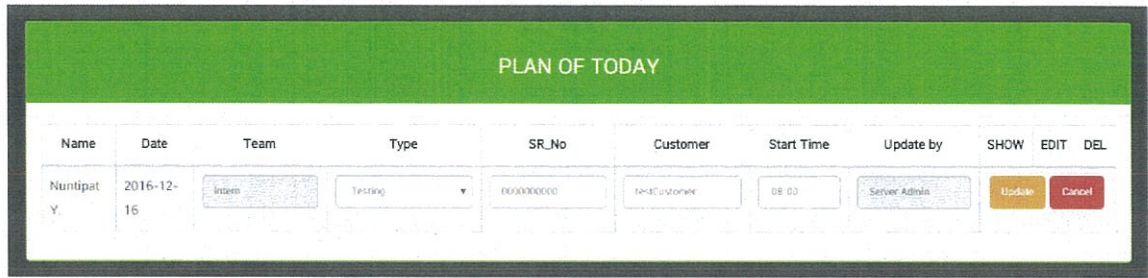 PLAN OF TODAY
Name Date Team Type SR_No Customer Start Time Update by SHOW EDIT DEL
Nuntipat 2016-12- Intern Testing 0000000000 testCustomer 08:00 Server Admin Update Cancel
Y. 16